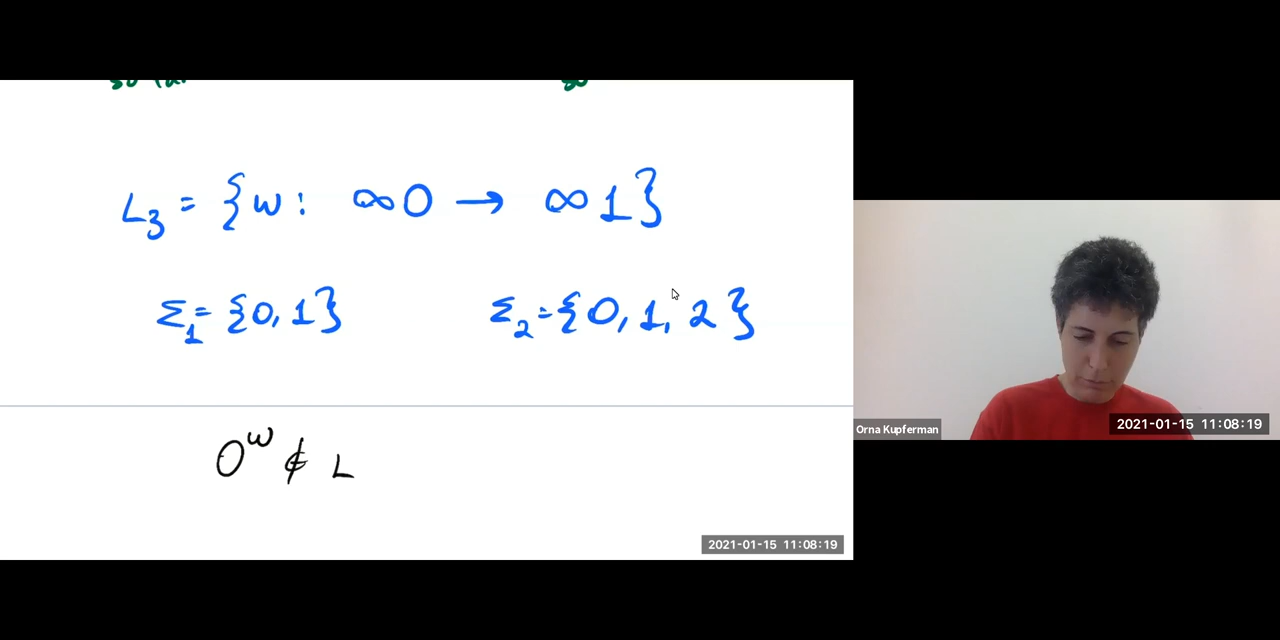 L₃ = {w: ∞0 → ∞1}
Σ₁ = {0, 1} Σ₂ = {0, 1, 2}
0^ω ∉ L
2021-01-15 11:08:19
Orna Kupferman
2021-01-15 11:08:19